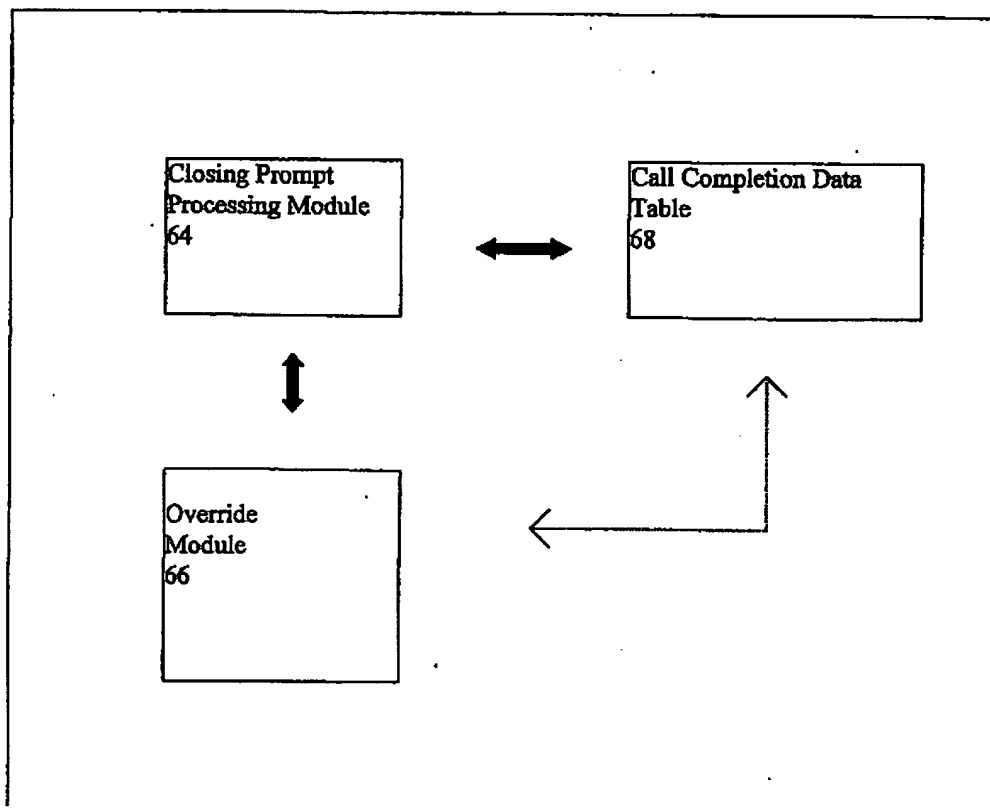 Closing Prompt
Processing Module
64
Call Completion Data
Table
68
Override
Module
66